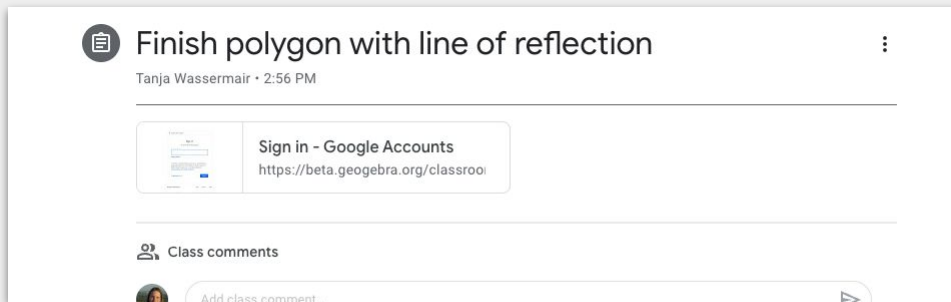 Finish polygon with line of reflection
Tanja Wassermair • 2:56 PM
Sign in - Google Accounts
https://beta.geogebra.org/classroo
Class comments
Add class comment...